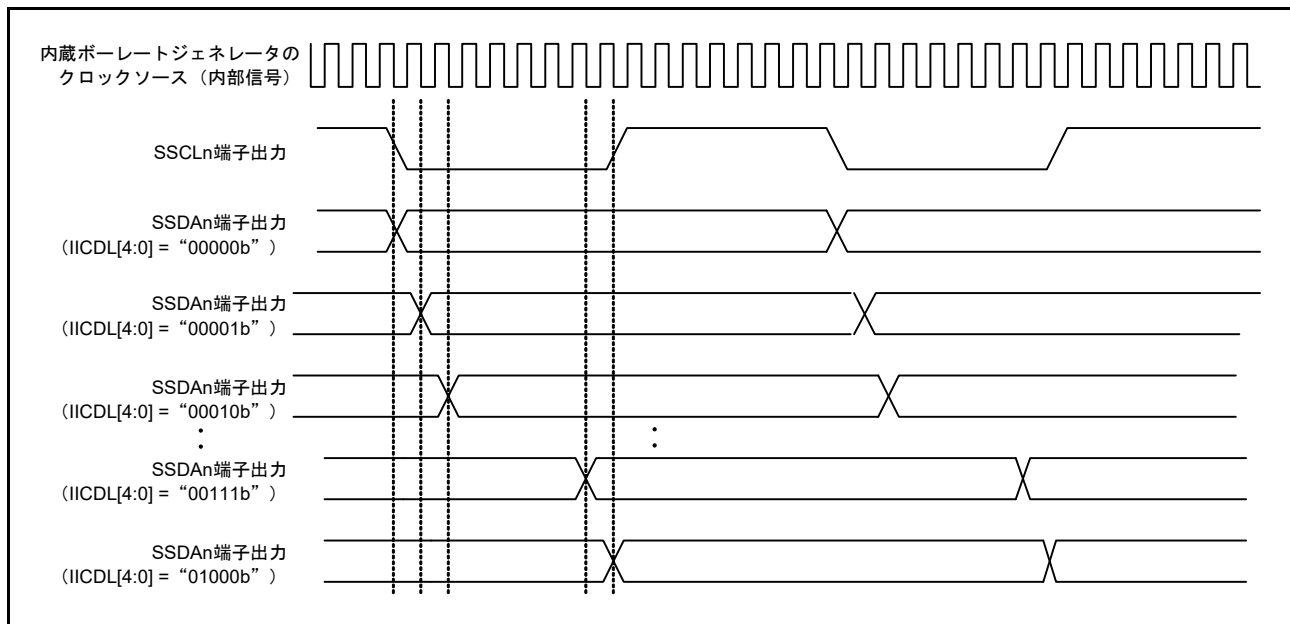 内蔵ボーレートジェネレータの
クロックソース（内部信号）
SSCLn端子出力
SSDAn端子出力
（IICDL[4:0] = “00000b”）
SSDAn端子出力
（IICDL[4:0] = “00001b”）
SSDAn端子出力
（IICDL[4:0] = “00010b”）
SSDAn端子出力
（IICDL[4:0] = “00111b”）
SSDAn端子出力
（IICDL[4:0] = “01000b”）